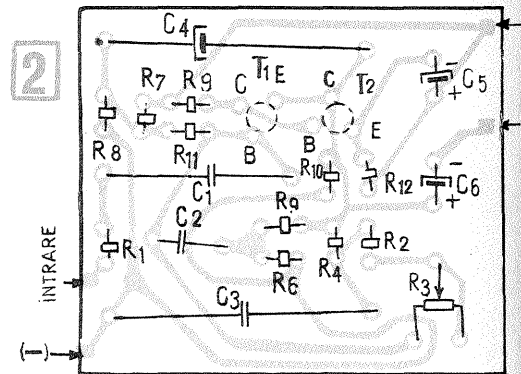 2
C4
R7 R9 C T1 E C T2 - C5 +
R8 R11 B B E
R10 R12 - C6 +
C1
R9
C2
R1 R6 R4 R2 R3
C3
INTRARE
(-)